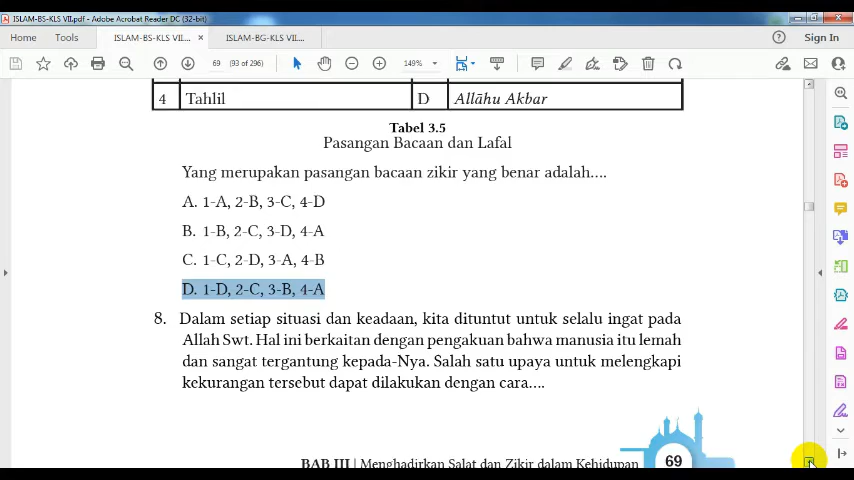 ISLAM-BS-KLS VII.pdf - Adobe Acrobat Reader DC (32-bit)
Home Tools ISLAM-BS-KLS VII... × ISLAM-BG-KLS VII... Sign In
69 (93 of 296) 149%
4 Tahlil D Allāhu Akbar
Tabel 3.5
Pasangan Bacaan dan Lafal
Yang merupakan pasangan bacaan zikir yang benar adalah....
A. 1-A, 2-B, 3-C, 4-D
B. 1-B, 2-C, 3-D, 4-A
C. 1-C, 2-D, 3-A, 4-B
D. 1-D, 2-C, 3-B, 4-A
8. Dalam setiap situasi dan keadaan, kita dituntut untuk selalu ingat pada
Allah Swt. Hal ini berkaitan dengan pengakuan bahwa manusia itu lemah
dan sangat tergantung kepada-Nya. Salah satu upaya untuk melengkapi
kekurangan tersebut dapat dilakukan dengan cara....
BAB III | Menghadirkan Salat dan Zikir dalam Kehidupan 69